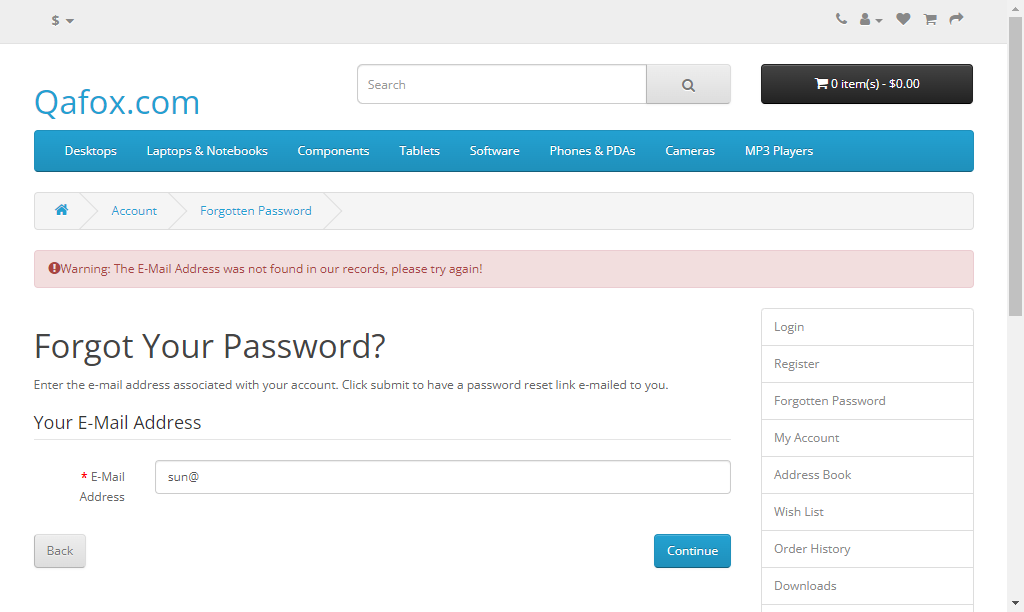 $
Qafox.com
Search
0 item(s) - $0.00
Desktops Laptops & Notebooks Components Tablets Software Phones & PDAs Cameras MP3 Players
Account Forgotten Password
Warning: The E-Mail Address was not found in our records, please try again!
Forgot Your Password?
Enter the e-mail address associated with your account. Click submit to have a password reset link e-mailed to you.
Your E-Mail Address
* E-Mail Address
sun@
Back
Continue
Login
Register
Forgotten Password
My Account
Address Book
Wish List
Order History
Downloads